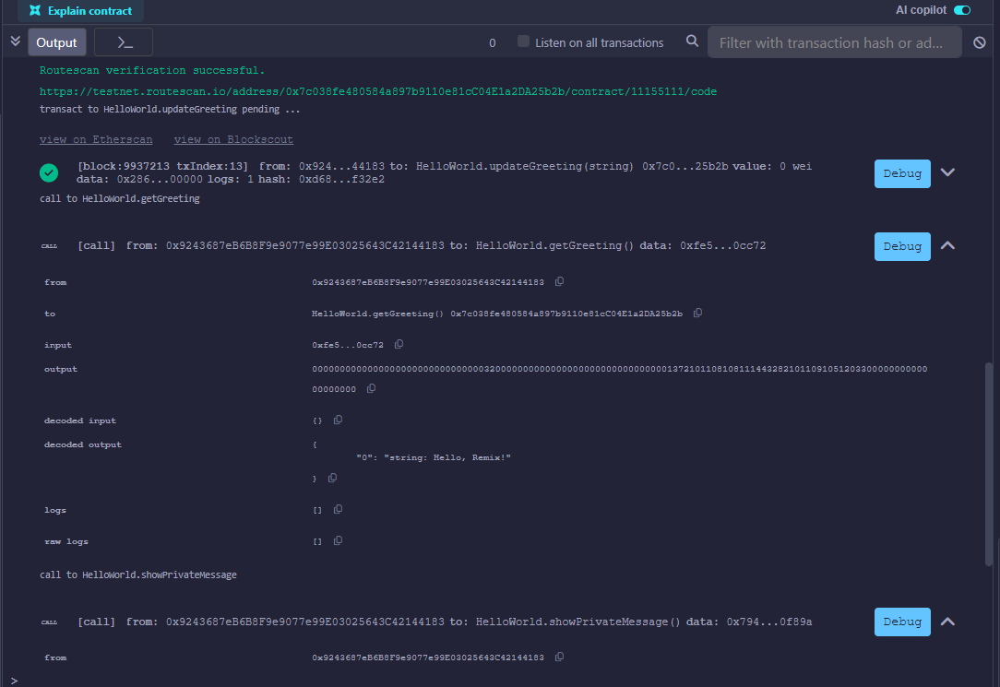 Explain contract
AI copilot
Output
>_
0
Listen on all transactions
Filter with transaction hash or ad...
Routescan verification successful.
https://testnet.routescan.io/address/0x7c038fe480584a897b9110e81cC04E1a2DA25b2b/contract/11155111/code
transact to HelloWorld.updateGreeting pending ...
view on Etherscan view on Blockscout
[block:9937213 txIndex:13] from: 0x924...44183 to: HelloWorld.updateGreeting(string) 0x7c0...25b2b value: 0 wei
data: 0x286...00000 logs: 1 hash: 0xd68...f32e2
Debug
call to HelloWorld.getGreeting
CALL [call] from: 0x9243687eB6B8F9e9077e99E03025643C42144183 to: HelloWorld.getGreeting() data: 0xfe5...0cc72
Debug
from 0x9243687eB6B8F9e9077e99E03025643C42144183
to HelloWorld.getGreeting() 0x7c038fe480584a897b9110e81cC04E1a2DA25b2b
input 0xfe5...0cc72
output
00000000
decoded input {}
decoded output {
"0": "string: Hello, Remix!"
}
logs []
raw logs []
call to HelloWorld.showPrivateMessage
CALL [call] from: 0x9243687eB6B8F9e9077e99E03025643C42144183 to: HelloWorld.showPrivateMessage() data: 0x794...0f89a
Debug
from 0x9243687eB6B8F9e9077e99E03025643C42144183
>